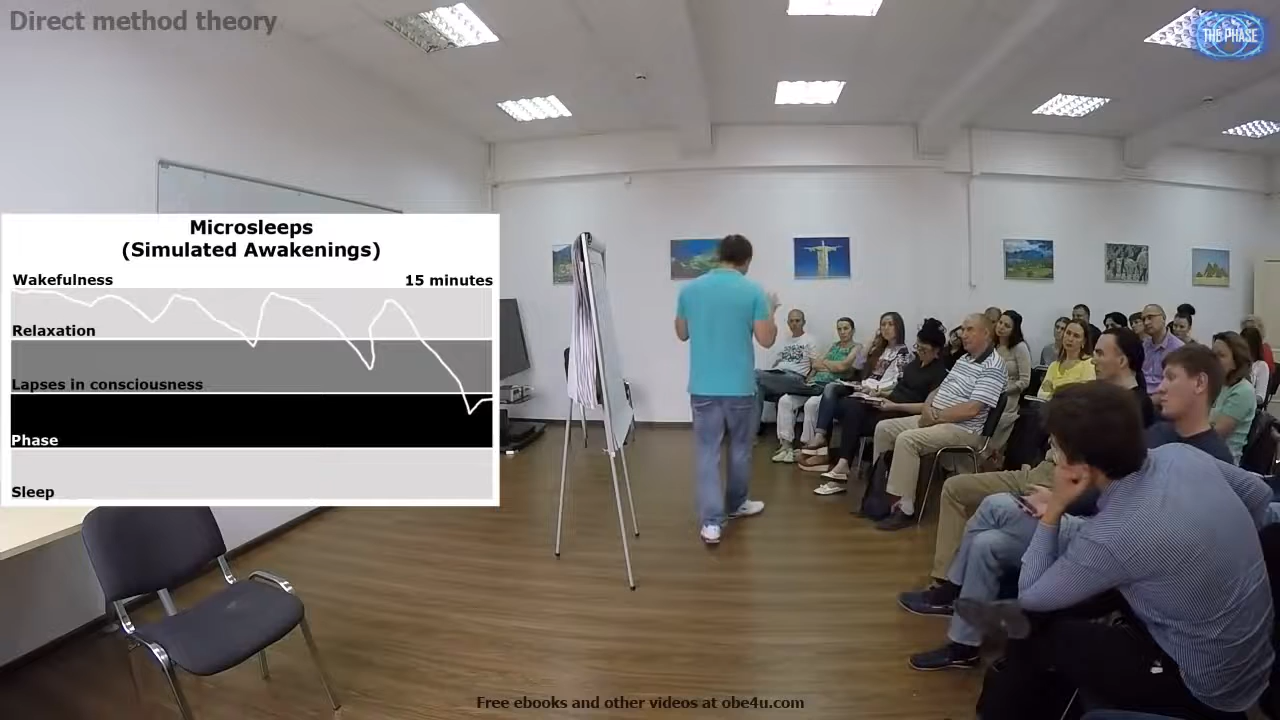 Direct method theory
THE PHASE
Microsleeps
(Simulated Awakenings)
Wakefulness 15 minutes
Relaxation
Lapses in consciousness
Phase
Sleep
Free ebooks and other videos at obe4u.com